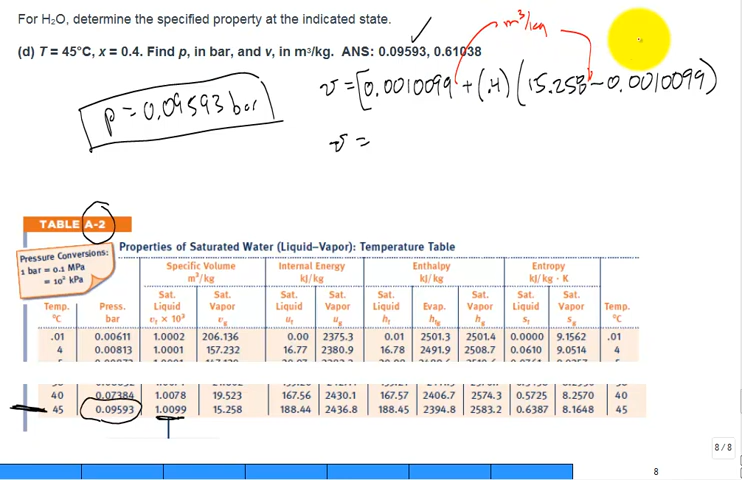 For H₂O, determine the specified property at the indicated state.
(d) T = 45°C, x = 0.4. Find p, in bar, and v, in m³/kg. ANS: 0.09593, 0.61038
m³/kg
v = [0.0010099 + (.4) (15.258 - 0.0010099)
p = 0.09593 bar
v =
TABLE A-2
Properties of Saturated Water (Liquid–Vapor): Temperature Table
Pressure Conversions:
1 bar = 0.1 MPa
= 10² kPa
Specific Volume Internal Energy Enthalpy Entropy
m³/kg kJ/kg kJ/kg kJ/kg · K
Sat. Sat. Sat. Sat. Sat. Sat. Sat. Sat.
Temp. Press. Liquid Vapor Liquid Vapor Liquid Evap. Vapor Liquid Vapor Temp.
°C bar vf × 10³ vg uf ug hf hfg hg sf sg °C
.01 0.00611 1.0002 206.136 0.00 2375.3 0.01 2501.3 2501.4 0.0000 9.1562 .01
4 0.00813 1.0001 157.232 16.77 2380.9 16.78 2491.9 2508.7 0.0610 9.0514 4
40 0.07384 1.0078 19.523 167.56 2430.1 167.57 2406.7 2574.3 0.5725 8.2570 40
45 0.09593 1.0099 15.258 188.44 2436.8 188.45 2394.8 2583.2 0.6387 8.1648 45
8 / 8
8